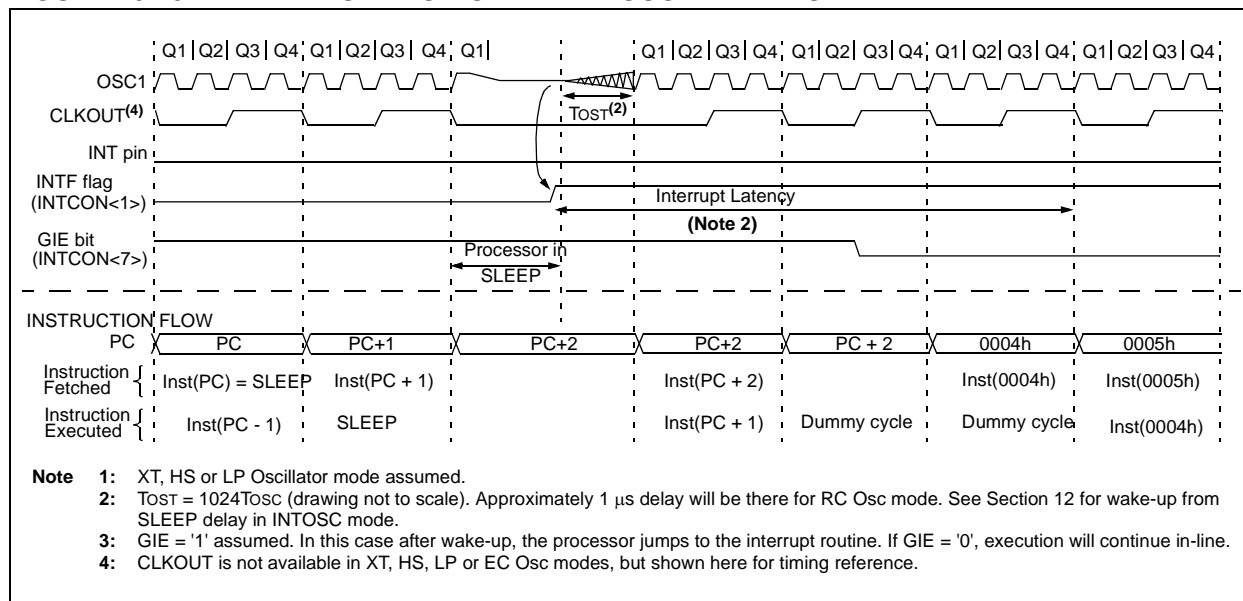 Q1 Q2 Q3 Q4 Q1 Q2 Q3 Q4 Q1 Q1 Q2 Q3 Q4 Q1 Q2 Q3 Q4 Q1 Q2 Q3 Q4 Q1 Q2 Q3 Q4
OSC1
CLKOUT(4)
TOST(2)
INT pin
INTF flag
(INTCON<1>)
Interrupt Latency
(Note 2)
GIE bit
(INTCON<7>)
Processor in
SLEEP
INSTRUCTION FLOW
PC PC PC+1 PC+2 PC+2 PC + 2 0004h 0005h
Instruction
Fetched
Inst(PC) = SLEEP Inst(PC + 1) Inst(PC + 2) Inst(0004h) Inst(0005h)
Instruction
Executed
Inst(PC - 1) SLEEP Inst(PC + 1) Dummy cycle Dummy cycle Inst(0004h)
Note 1: XT, HS or LP Oscillator mode assumed.
2: TOST = 1024TOSC (drawing not to scale). Approximately 1 μs delay will be there for RC Osc mode. See Section 12 for wake-up from
SLEEP delay in INTOSC mode.
3: GIE = '1' assumed. In this case after wake-up, the processor jumps to the interrupt routine. If GIE = '0', execution will continue in-line.
4: CLKOUT is not available in XT, HS, LP or EC Osc modes, but shown here for timing reference.